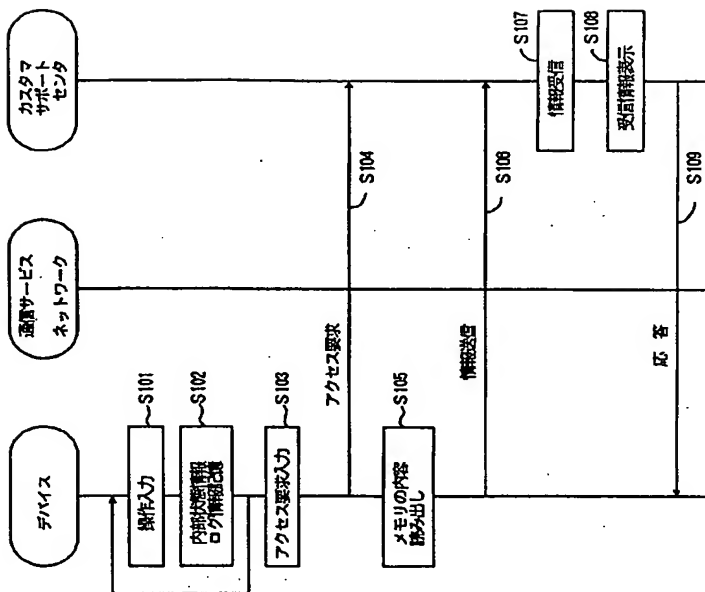 デバイス
通信サービス
ネットワーク
カスタマ
サポート
センタ
操作入力
S101
内部状態情報
ログ情報記憶
S102
アクセス要求入力
S103
アクセス要求
S104
メモリの内容
読み出し
S105
情報送信
S106
情報受信
S107
受信情報表示
S108
応 答
S109